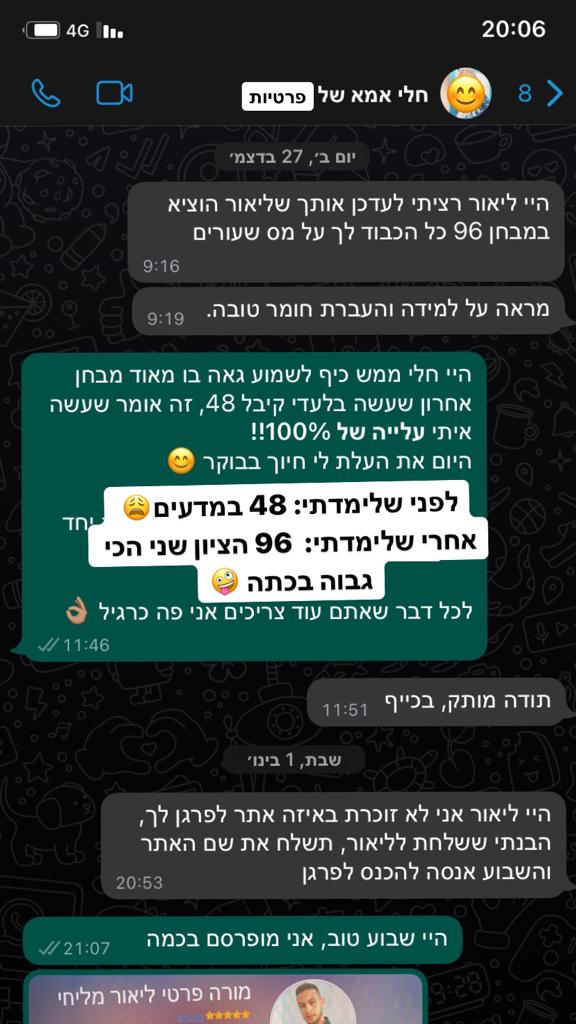 20:06
4G
8
חלי אמא של פרטיות
יום ב׳, 27 בדצמ׳
היי ליאור רציתי לעדכן אותך שליאור הוציא
במבחן 96 כל הכבוד לך על מס שעורים
9:16
מראה על למידה והעברת חומר טובה.
9:19
היי חלי ממש כיף לשמוע גאה בו מאוד מבחן
אחרון שעשה בלעדי קיבל 48, זה אומר שעשה
איתי עלייה של 100%!!
היום את העלת לי חיוך בבוקר 😊
לפני שלימדתי: 48 במדעים😩
יחד
אחרי שלימדתי: 96 הציון שני הכי
גבוה בכתה 🤪
לכל דבר שאתם עוד צריכים אני פה כרגיל 👌🏽
11:46
תודה מותק, בכייף
11:51
שבת, 1 בינו׳
היי ליאור אני לא זוכרת באיזה אתר לפרגן לך,
הבנתי ששלחת לליאור, תשלח את שם האתר
והשבוע אנסה להכנס לפרגן
20:53
היי שבוע טוב, אני מופרסם בכמה
21:07
מורה פרטי ליאור מליחי